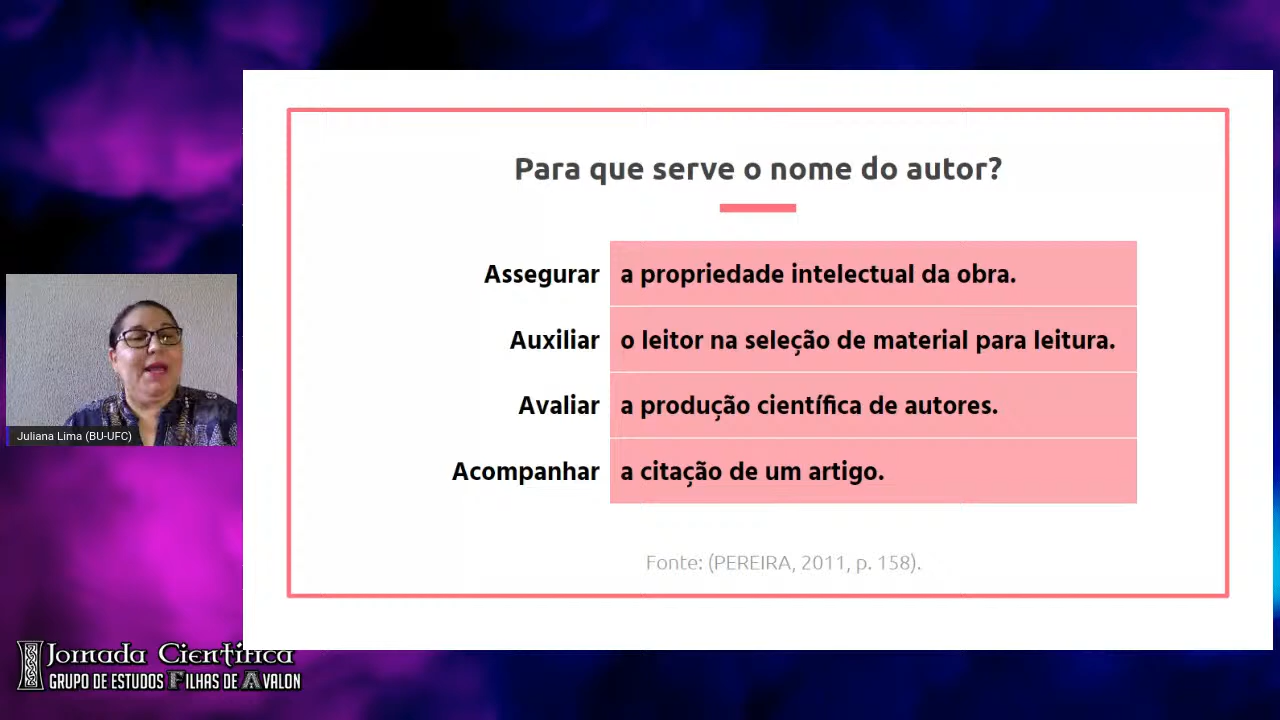 Para que serve o nome do autor?
Assegurar a propriedade intelectual da obra.
Auxiliar o leitor na seleção de material para leitura.
Avaliar a produção científica de autores.
Acompanhar a citação de um artigo.
Fonte: (PEREIRA, 2011, p. 158).
Juliana Lima (BU-UFC)
I Jornada Científica
GRUPO DE ESTUDOS FILHAS DE AVALON